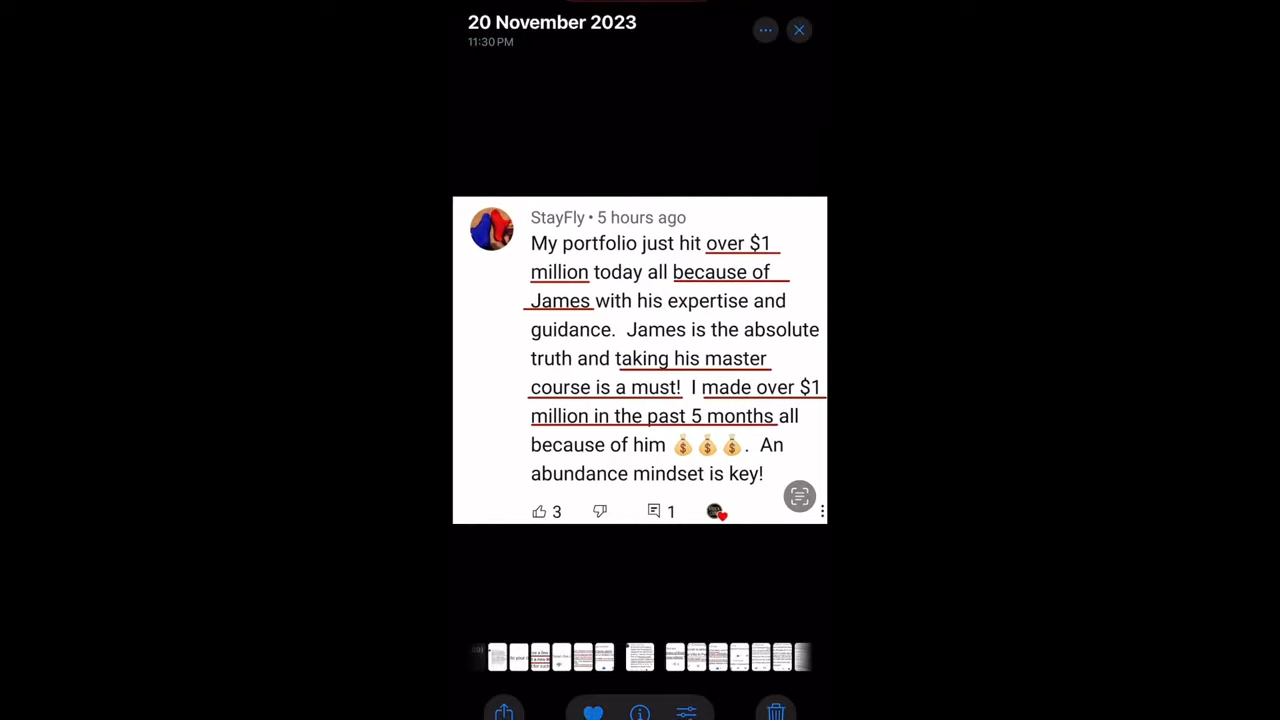 20 November 2023
11:30 PM
StayFly • 5 hours ago
My portfolio just hit over $1
million today all because of
James with his expertise and
guidance. James is the absolute
truth and taking his master
course is a must! I made over $1
million in the past 5 months all
because of him 💰💰💰. An
abundance mindset is key!
3 1